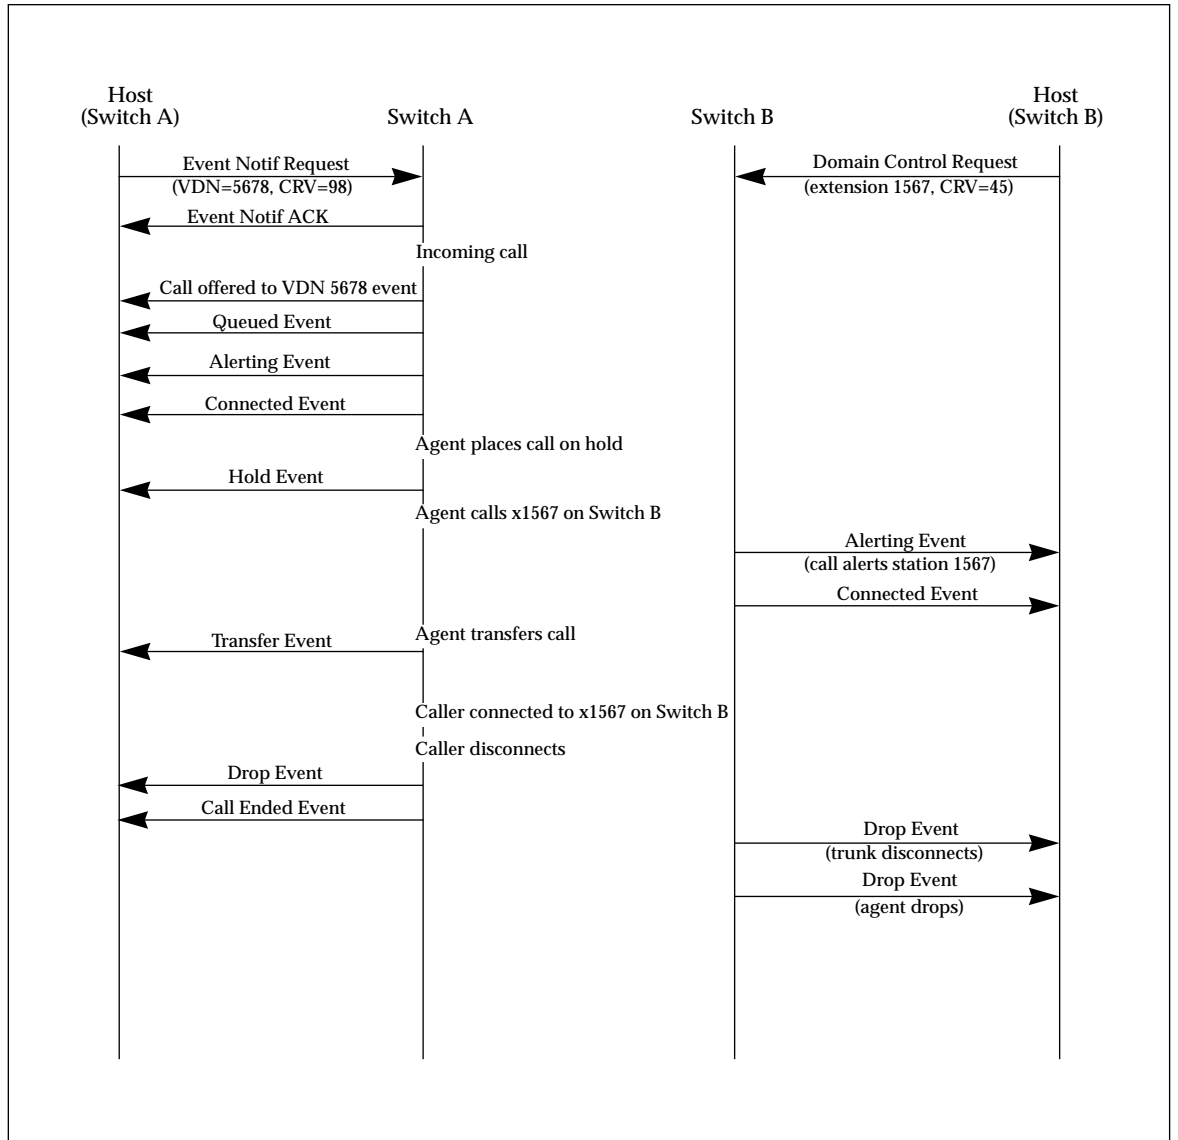 Host
(Switch A)
Switch A
Switch B
Host
(Switch B)
Event Notif Request
(VDN=5678, CRV=98)
Domain Control Request
(extension 1567, CRV=45)
Event Notif ACK
Incoming call
Call offered to VDN 5678 event
Queued Event
Alerting Event
Connected Event
Agent places call on hold
Hold Event
Agent calls x1567 on Switch B
Alerting Event
(call alerts station 1567)
Connected Event
Agent transfers call
Transfer Event
Caller connected to x1567 on Switch B
Caller disconnects
Drop Event
Call Ended Event
Drop Event
(trunk disconnects)
Drop Event
(agent drops)